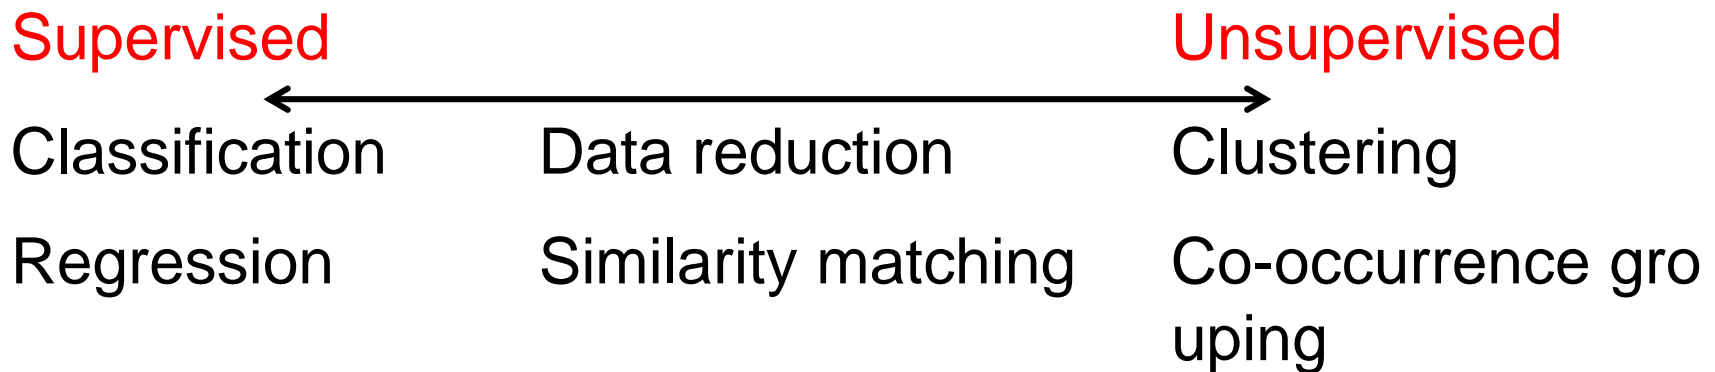 Supervised Unsupervised
Classification Data reduction Clustering
Regression Similarity matching Co-occurrence gro
uping